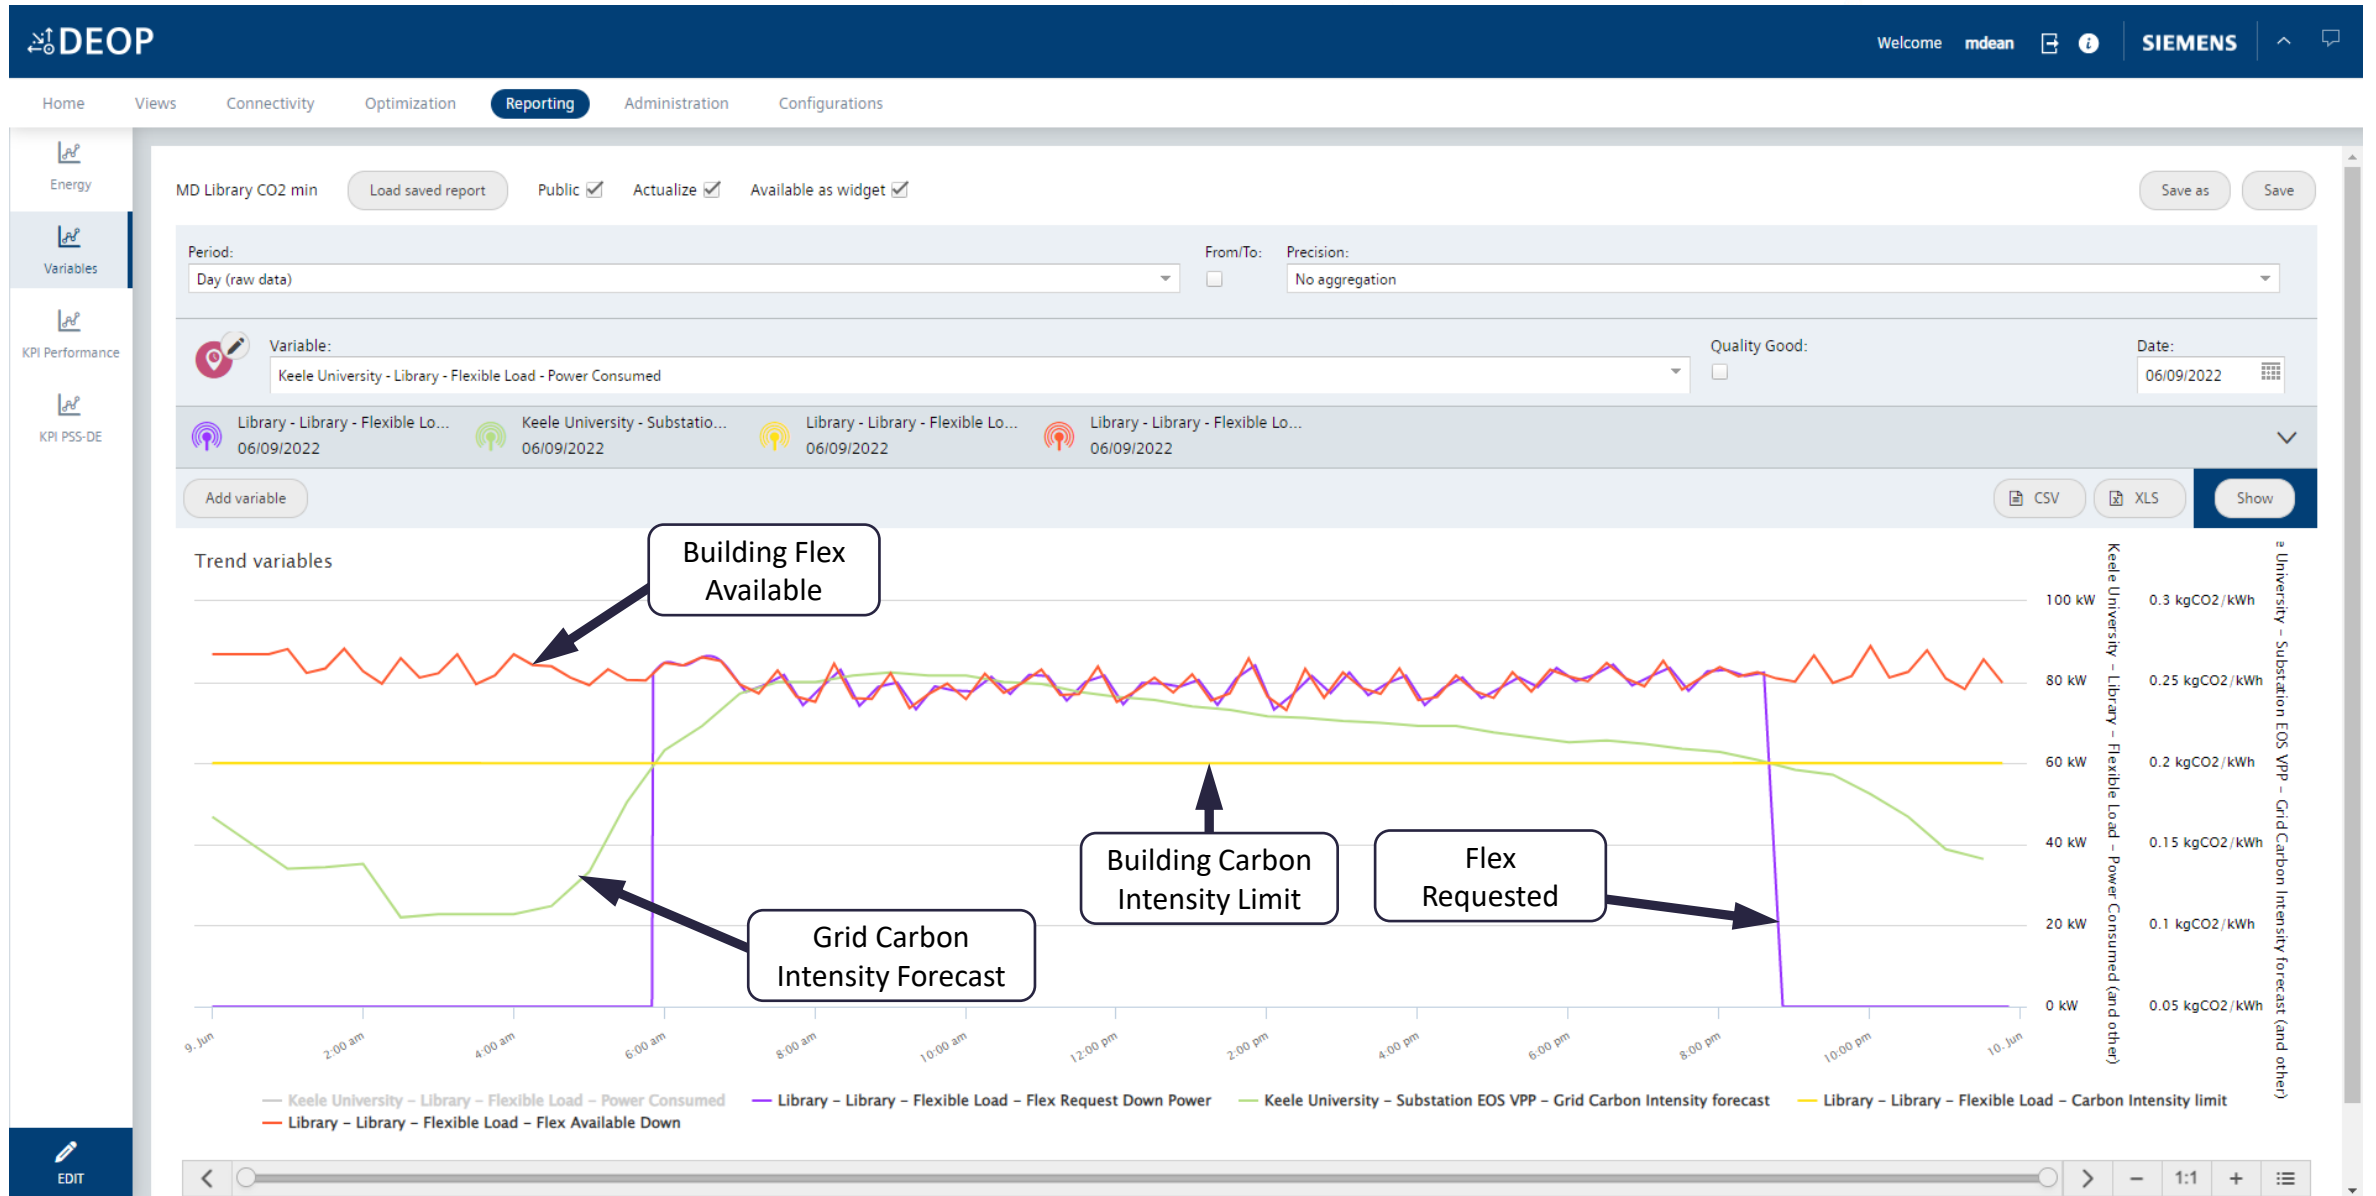 DEOP
Welcome mdean i SIEMENS
Home Views Connectivity Optimization Reporting Administration Configurations
Energy
Variables
KPI Performance
KPI PSS-DE
EDIT
MD Library CO2 min Load saved report Public Actualize Available as widget Save as Save
Period: From/To: Precision:
Day (raw data) No aggregation
Variable: Quality Good: Date:
Keele University - Library - Flexible Load - Power Consumed 06/09/2022
Library - Library - Flexible Lo... Keele University - Substatio... Library - Library - Flexible Lo... Library - Library - Flexible Lo...
06/09/2022 06/09/2022 06/09/2022 06/09/2022
Add variable CSV XLS Show
Trend variables
Building Flex
Available
Building Carbon
Intensity Limit
Flex
Requested
Grid Carbon
Intensity Forecast
100 kW 0.3 kgCO2/kWh
80 kW 0.25 kgCO2/kWh
60 kW 0.2 kgCO2/kWh
40 kW 0.15 kgCO2/kWh
20 kW 0.1 kgCO2/kWh
0 kW 0.05 kgCO2/kWh
Keele University – Library – Flexible Load – Power Consumed (and other)
e University – Substation EOS VPP – Grid Carbon Intensity forecast (and other)
9. Jun 2:00 am 4:00 am 6:00 am 8:00 am 10:00 am 12:00 pm 2:00 pm 4:00 pm 6:00 pm 8:00 pm 10:00 pm 10. Jun
Keele University – Library – Flexible Load – Power Consumed Library – Library – Flexible Load – Flex Request Down Power Keele University – Substation EOS VPP – Grid Carbon Intensity forecast Library – Library – Flexible Load – Carbon Intensity limit
Library – Library – Flexible Load – Flex Available Down
1:1